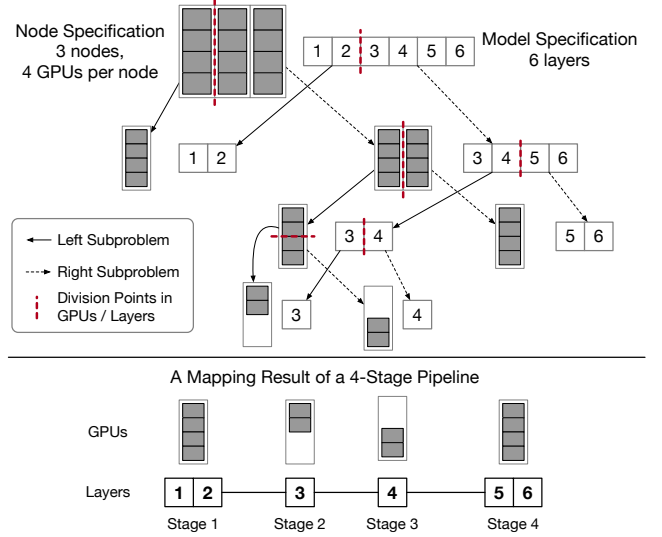 Node Specification
3 nodes,
4 GPUs per node
1 2 3 4 5 6
Model Specification
6 layers
1 2
3 4 5 6
3 4
5 6
3
4
Left Subproblem
Right Subproblem
Division Points in
GPUs / Layers
A Mapping Result of a 4-Stage Pipeline
GPUs
Layers
1 2 3 4 5 6
Stage 1 Stage 2 Stage 3 Stage 4